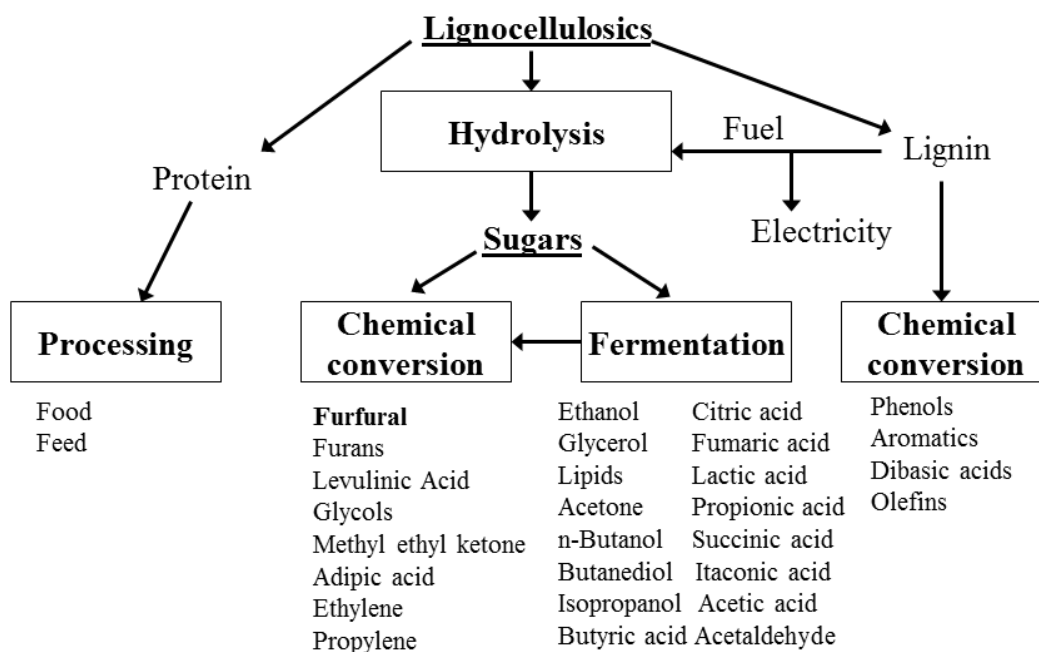 Lignocellulosics
Hydrolysis
Fuel
Lignin
Protein
Electricity
Sugars
Processing
Chemical
conversion
Fermentation
Chemical
conversion
Food
Feed
Furfural
Furans
Levulinic Acid
Glycols
Methyl ethyl ketone
Adipic acid
Ethylene
Propylene
Ethanol
Glycerol
Lipids
Acetone
n-Butanol
Butanediol
Isopropanol
Butyric acid
Citric acid
Fumaric acid
Lactic acid
Propionic acid
Succinic acid
Itaconic acid
Acetic acid
Acetaldehyde
Phenols
Aromatics
Dibasic acids
Olefins